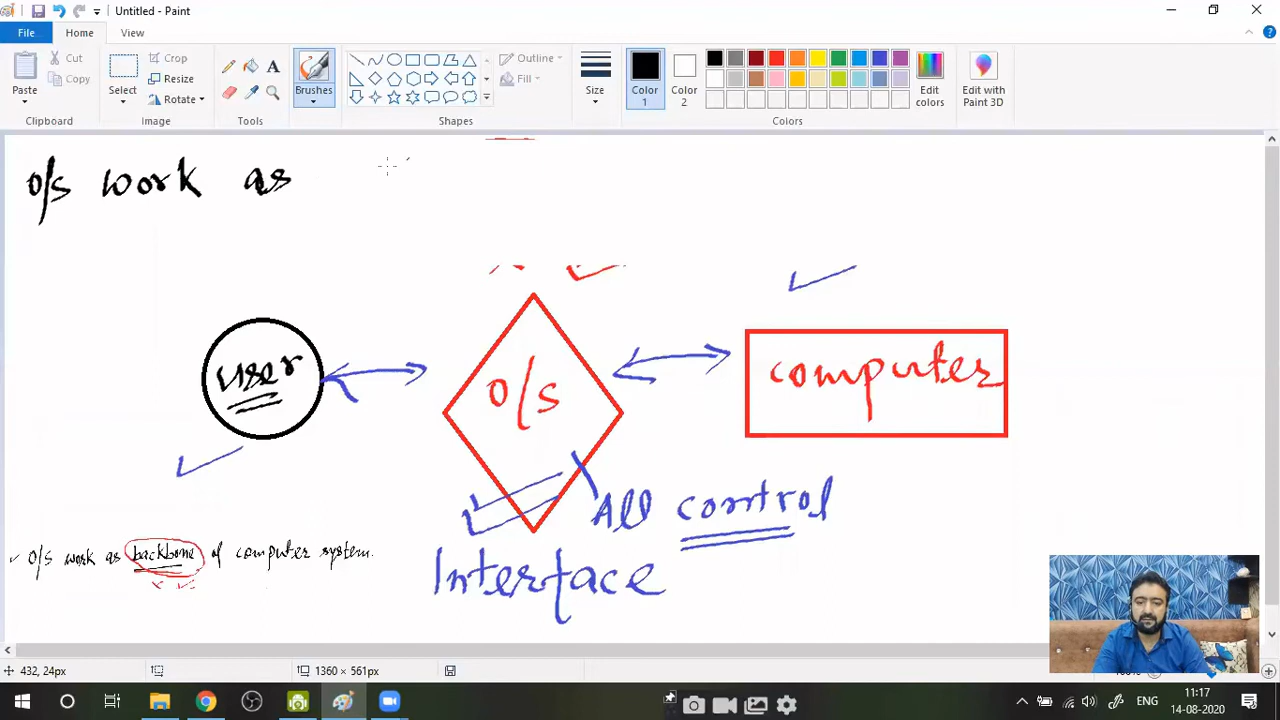 Untitled - Paint
File
Home
View
Cut
Copy
Paste
Clipboard
Crop
Resize
Rotate
Select
Image
Tools
Brushes
Outline
Fill
Shapes
Size
Color 1
Color 2
Edit colors
Edit with Paint 3D
Colors
o/s work as
user
O/S
computer
All control
Interface
O/s work as backbone of computer system.
432, 24px
1360 × 561px
100%
ENG
11:17
14-08-2020